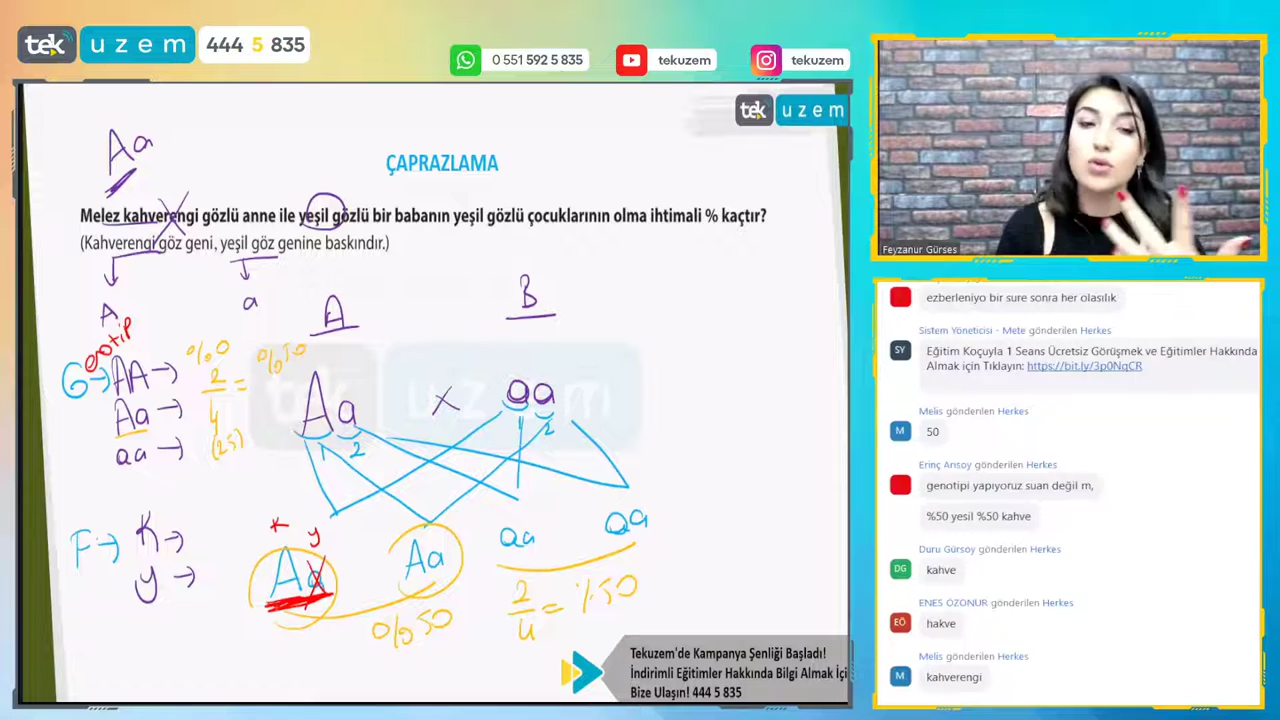 tek uzem 444 5 835
0 551 592 5 835
tekuzem
tekuzem
tek uzem
Aa
ÇAPRAZLAMA
Melez kahverengi gözlü anne ile yeşil gözlü bir babanın yeşil gözlü çocuklarının olma ihtimali % kaçtır?
(Kahverengi göz geni, yeşil göz genine baskındır.)
A
a
A
B
Genotip
AA → %0
Aa → 2/4 = %50
aa →
Aa x aa
1 2
2
F → K →
y →
K y
Aa
Aa
aa
aa
%50
2/4 = %50
Tekuzem'de Kampanya Şenliği Başladı!
İndirimli Eğitimler Hakkında Bilgi Almak İçi
Bize Ulaşın! 444 5 835
Feyzanur Gürses
ezberleniyo bir sure sonra her olasılık
Sistem Yöneticisi - Mete gönderilen Herkes
SY
Eğitim Koçuyla 1 Seans Ücretsiz Görüşmek ve Eğitimler Hakkında
Almak için Tıklayın: https://bit.ly/3p0NqCR
Melis gönderilen Herkes
M
50
Erinç Arısoy gönderilen Herkes
genotipi yapıyoruz suan değil m,
%50 yesil %50 kahve
Duru Gürsoy gönderilen Herkes
DG
kahve
ENES ÖZONUR gönderilen Herkes
EÖ
hakve
Melis gönderilen Herkes
M
kahverengi